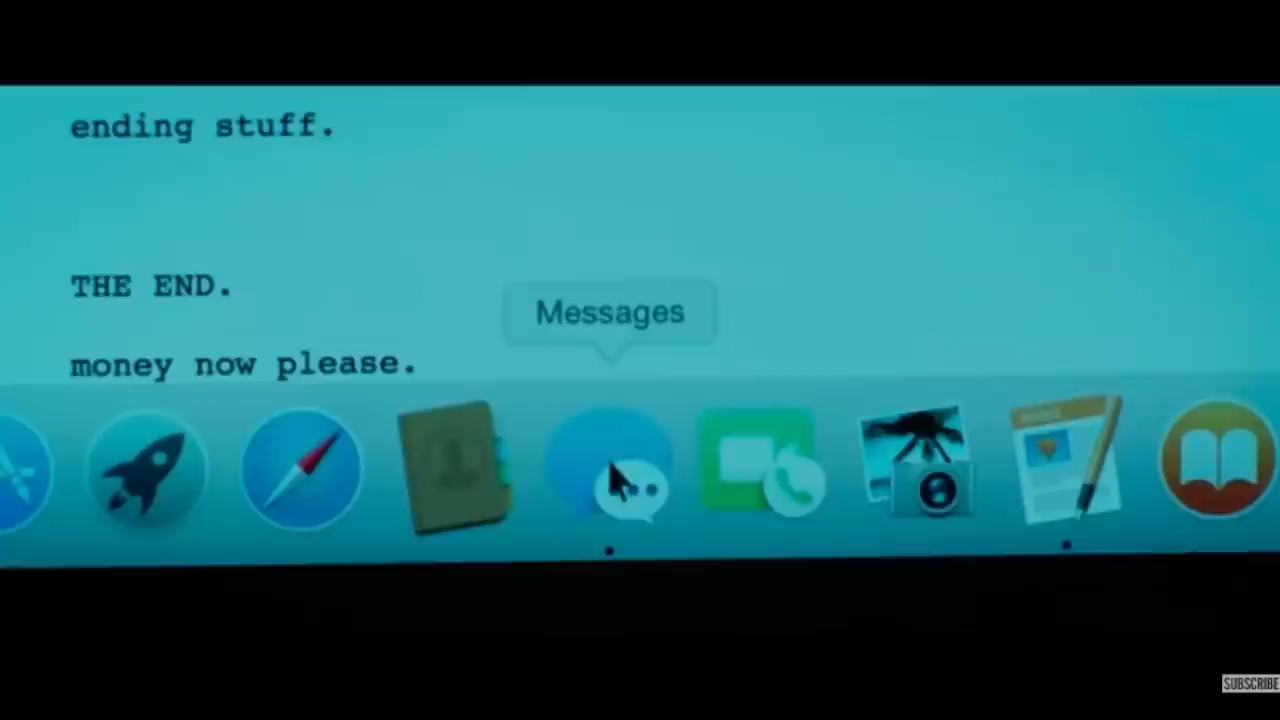 ending stuff.
THE END.
Messages
money now please.
SUBSCRIBE